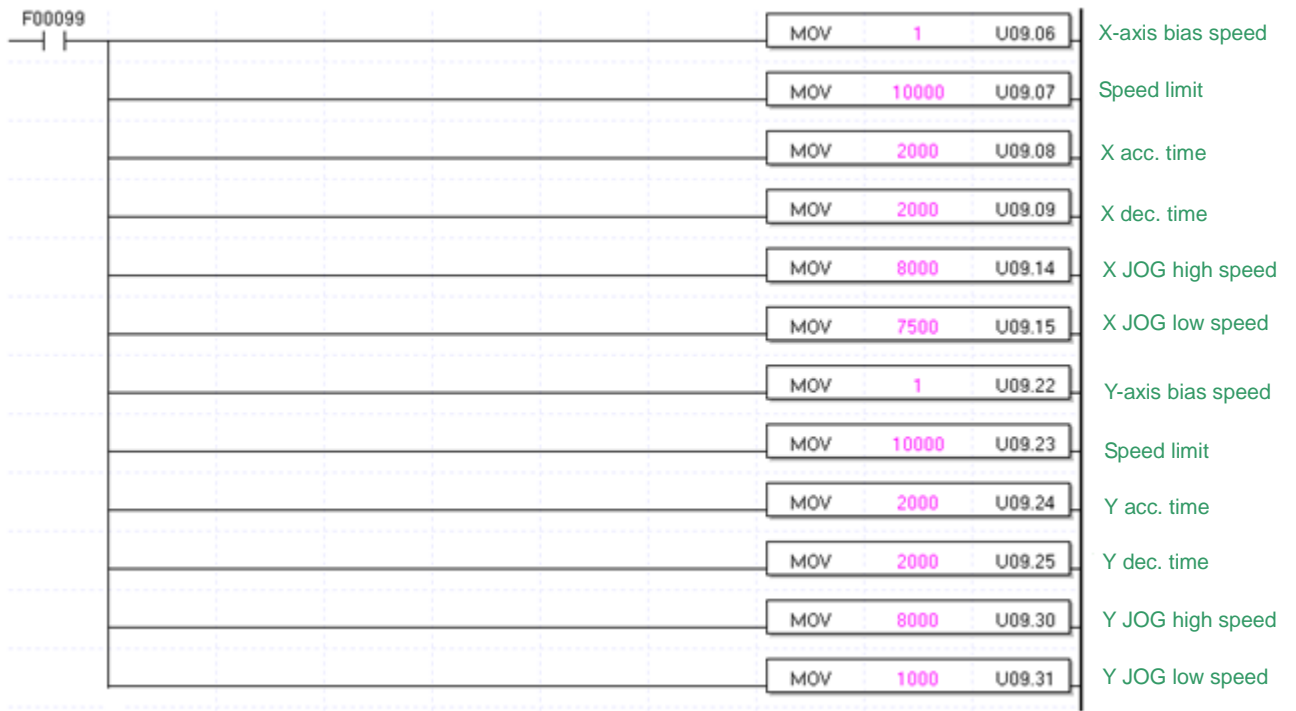 F00099
MOV 1 U09.06 X-axis bias speed
MOV 10000 U09.07 Speed limit
MOV 2000 U09.08 X acc. time
MOV 2000 U09.09 X dec. time
MOV 8000 U09.14 X JOG high speed
MOV 7500 U09.15 X JOG low speed
MOV 1 U09.22 Y-axis bias speed
MOV 10000 U09.23 Speed limit
MOV 2000 U09.24 Y acc. time
MOV 2000 U09.25 Y dec. time
MOV 8000 U09.30 Y JOG high speed
MOV 1000 U09.31 Y JOG low speed